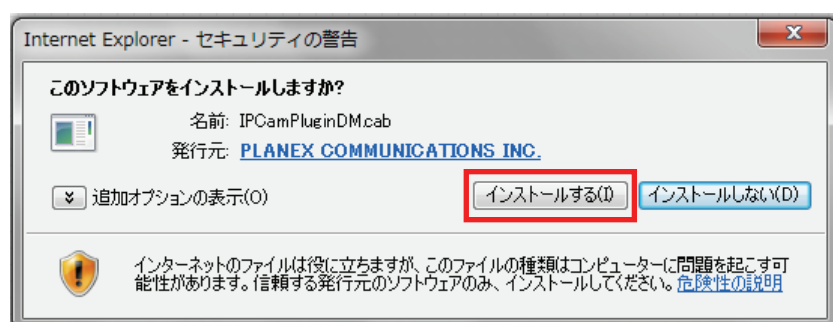 Internet Explorer - セキュリティの警告
このソフトウェアをインストールしますか?
名前: IPCamPluginDM.cab
発行元: PLANEX COMMUNICATIONS INC.
追加オプションの表示(O)
インストールする(I)
インストールしない(D)
インターネットのファイルは役に立ちますが、このファイルの種類はコンピューターに問題を起こす可
能性があります。信頼する発行元のソフトウェアのみ、インストールしてください。危険性の説明